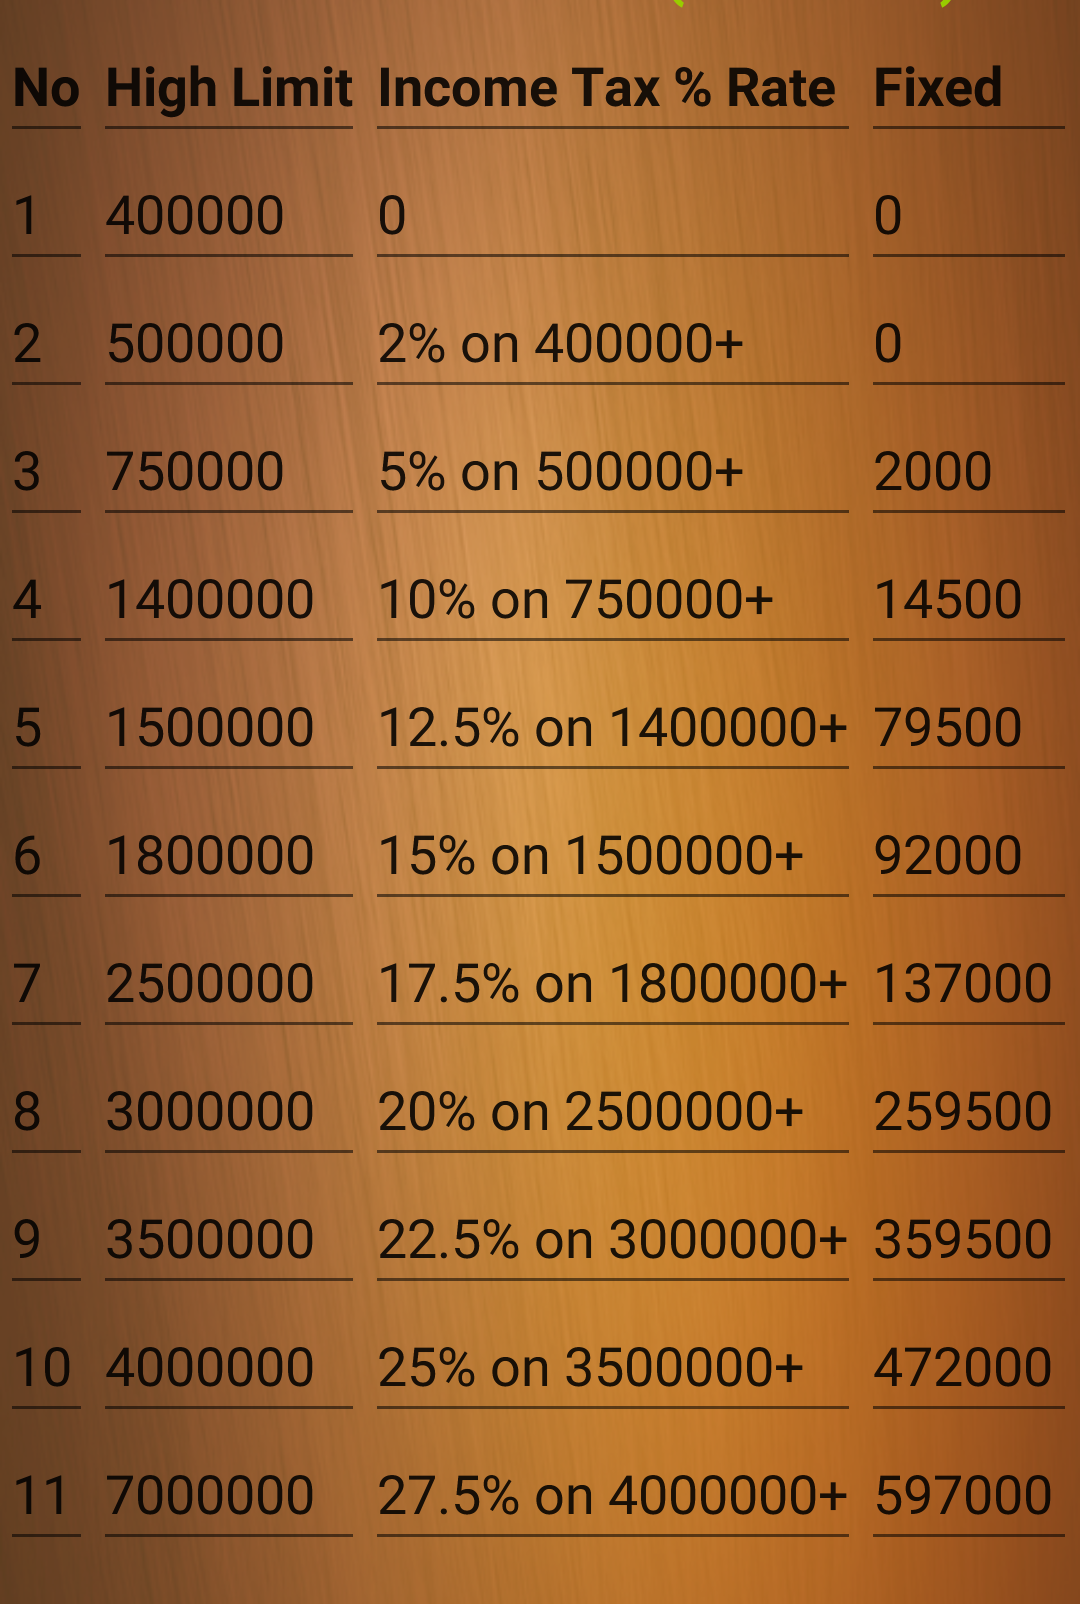 No High Limit Income Tax % Rate Fixed
1 400000 0 0
2 500000 2% on 400000+ 0
3 750000 5% on 500000+ 2000
4 1400000 10% on 750000+ 14500
5 1500000 12.5% on 1400000+ 79500
6 1800000 15% on 1500000+ 92000
7 2500000 17.5% on 1800000+ 137000
8 3000000 20% on 2500000+ 259500
9 3500000 22.5% on 3000000+ 359500
10 4000000 25% on 3500000+ 472000
11 7000000 27.5% on 4000000+ 597000